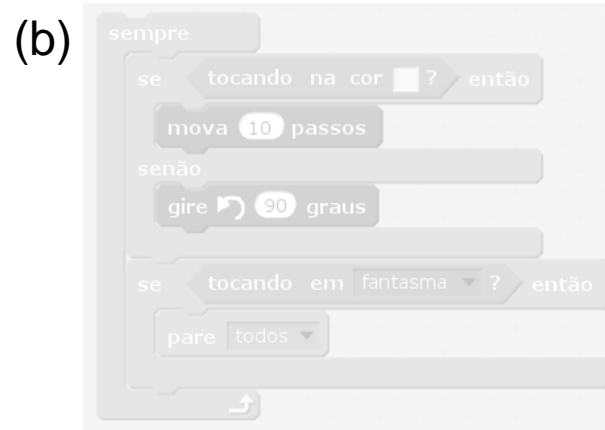 (b)
sempre
se tocando na cor ? então
mova 10 passos
senão
gire 90 graus
se tocando em fantasma ? então
pare todos